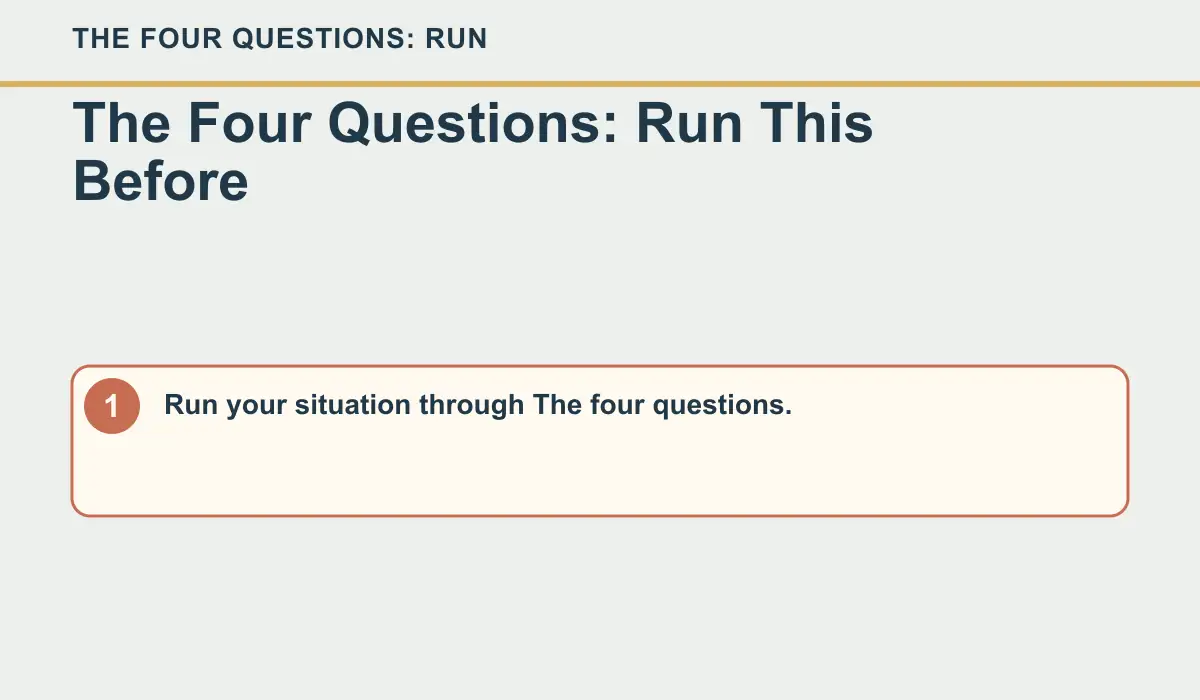 THE FOUR QUESTIONS: RUN
The Four Questions: Run This
Before
1
Run your situation through The four questions.